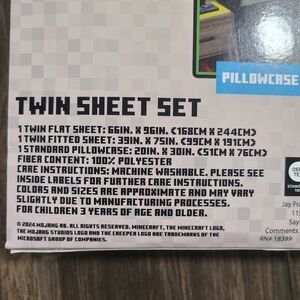 PILLOWCASE
TWIN SHEET SET
1 TWIN FLAT SHEET: 66IN. X 96IN. (168CM X 244CM)
1 TWIN FITTED SHEET: 39IN. X 75IN. (99CM X 191CM)
1 STANDARD PILLOWCASE: 20IN. X 30IN. (51CM X 76CM)
FIBER CONTENT: 100% POLYESTER
CARE INSTRUCTIONS: MACHINE WASHABLE. PLEASE SEE
INSIDE LABELS FOR FURTHER CARE INSTRUCTIONS.
COLORS AND SIZES ARE APPROXIMATE AND MAY VARY
SLIGHTLY DUE TO MANUFACTURING PROCESSES.
FOR CHILDREN 3 YEARS OF AGE AND OLDER.
©2024 MOJANG AB. ALL RIGHTS RESERVED. MINECRAFT, THE MINECRAFT LOGO,
THE MOJANG STUDIOS LOGO AND THE CREEPER LOGO ARE TRADEMARKS OF THE
MICROSOFT GROUP OF COMPANIES.
Jay Fr
Say
Comments
RN# 18389